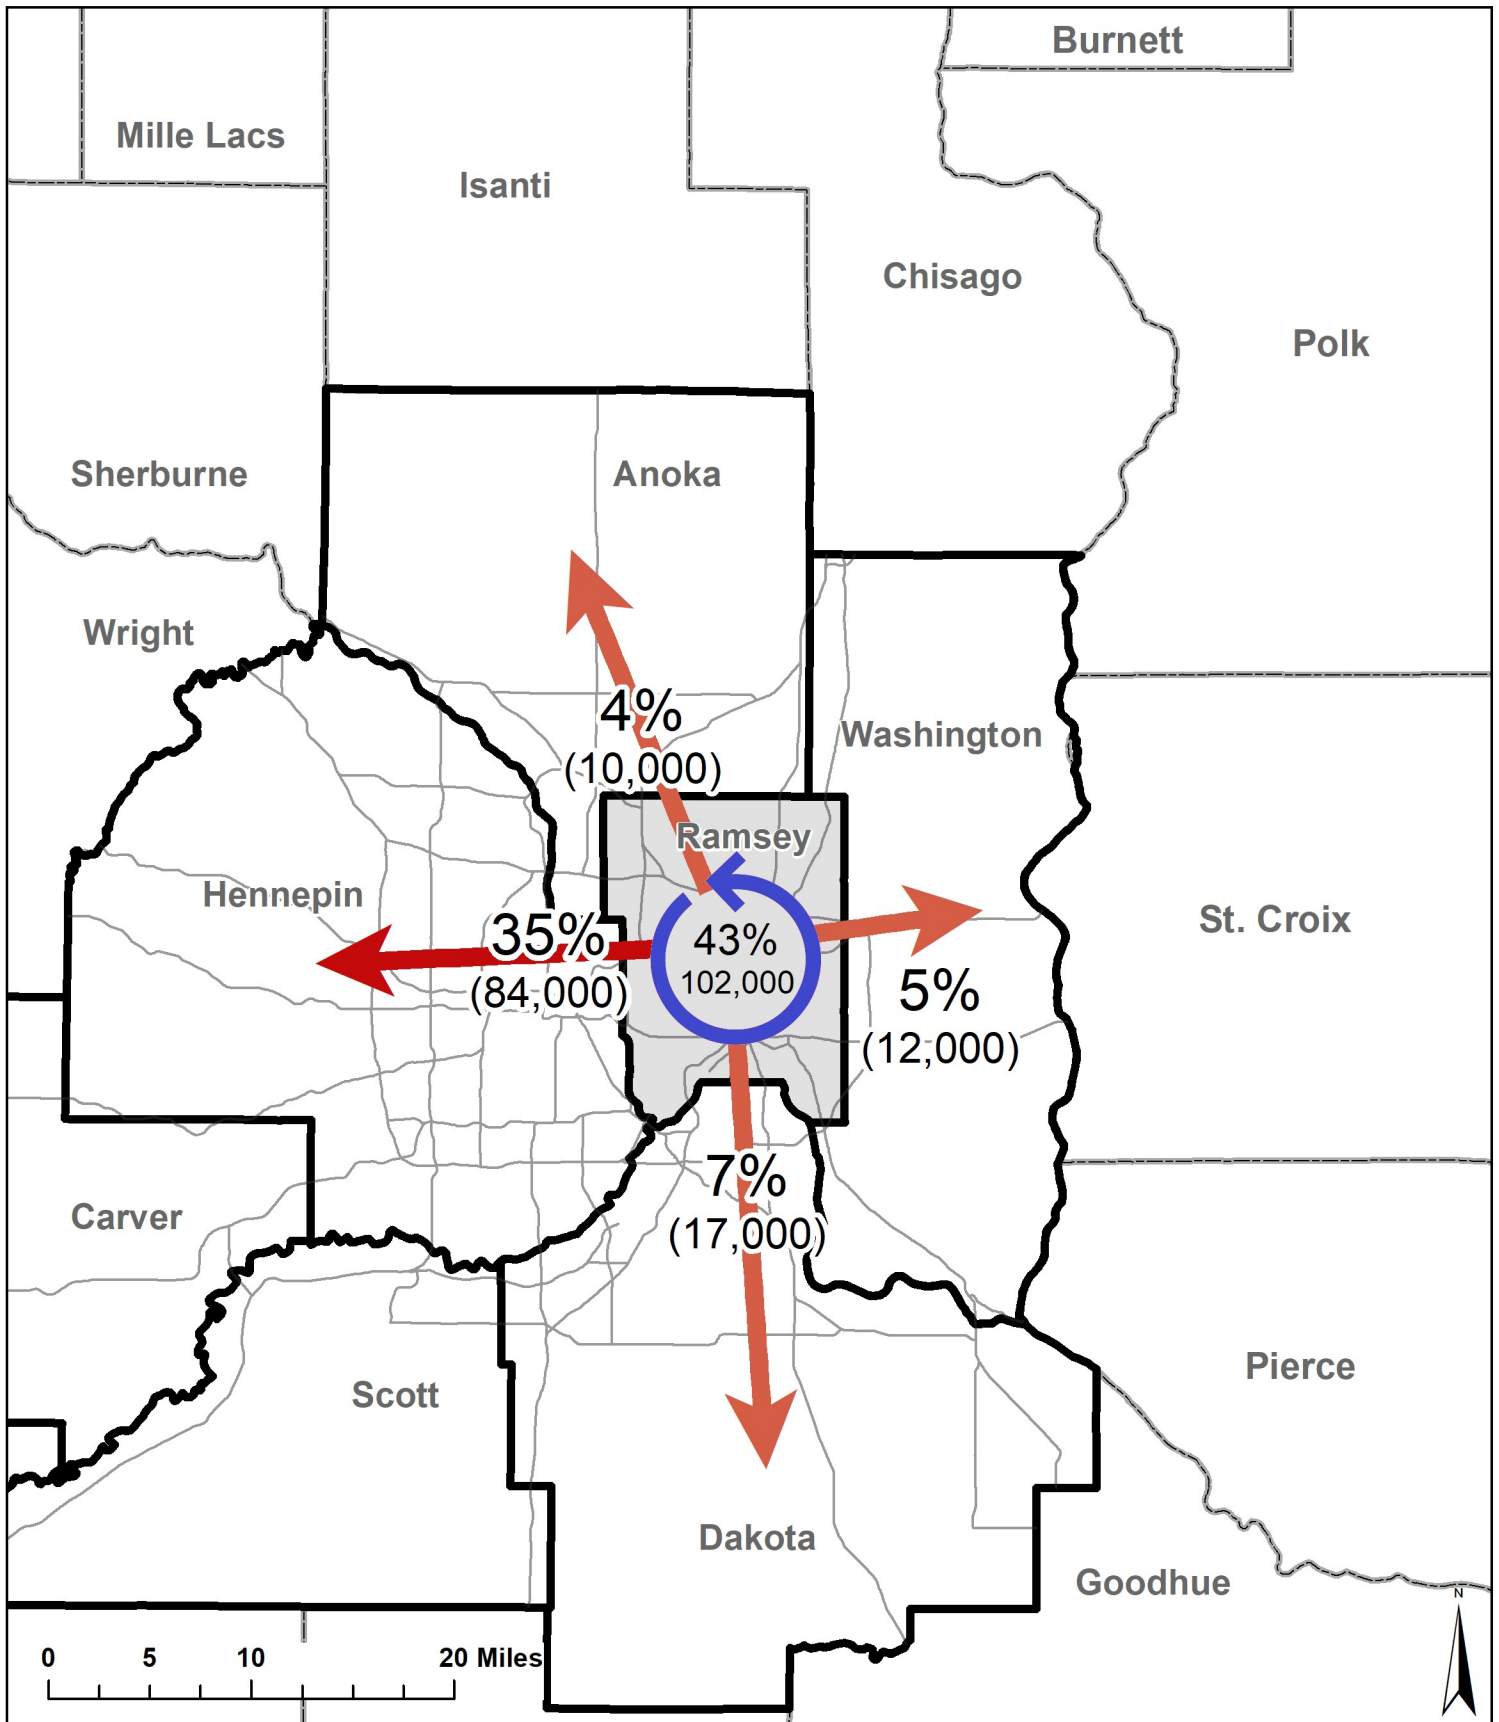 Burnett
Mille Lacs
Isanti
Chisago
Polk
Sherburne
Anoka
Wright
4%
(10,000)
Washington
Ramsey
Hennepin
35%
(84,000)
43%
102,000
St. Croix
5%
(12,000)
7%
(17,000)
Carver
Pierce
Scott
Dakota
Goodhue
N
0 5 10 20 Miles